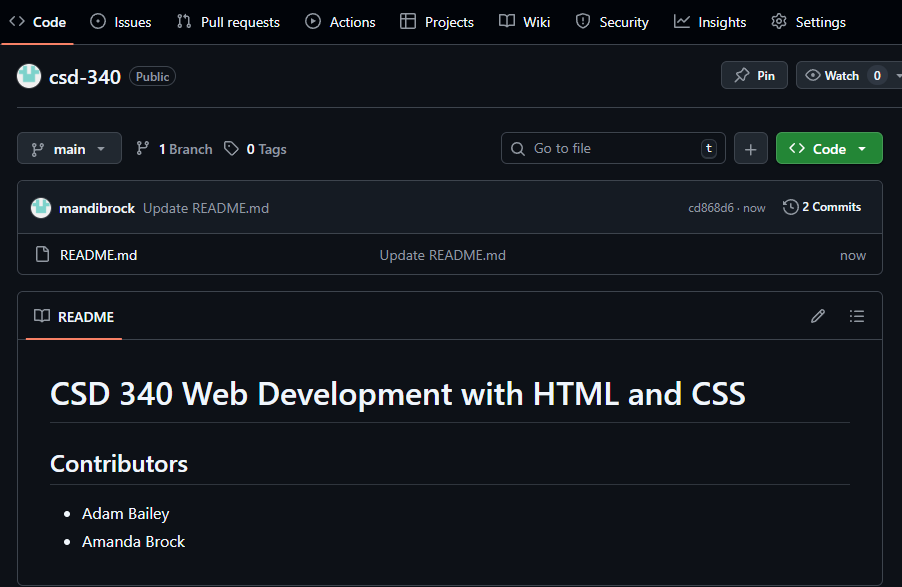 Code Issues Pull requests Actions Projects Wiki Security Insights Settings
csd-340 Public Pin Watch 0
main 1 Branch 0 Tags Go to file t + Code
mandibrock Update README.md cd868d6 · now 2 Commits
README.md Update README.md now
README
CSD 340 Web Development with HTML and CSS
Contributors
• Adam Bailey
• Amanda Brock